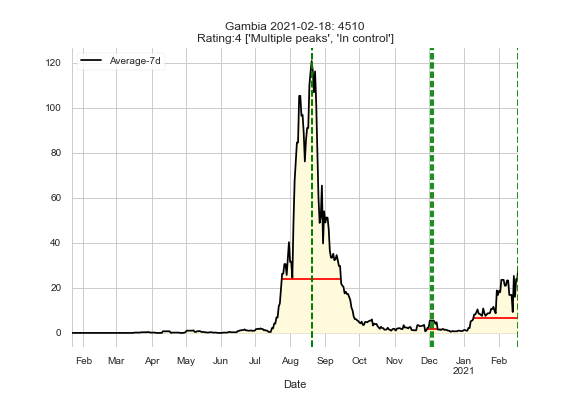 Gambia 2021-02-18: 4510
Rating:4 ['Multiple peaks', 'In control']
Average-7d
120
100
80
60
40
20
0
Feb Mar Apr May Jun Jul Aug Sep Oct Nov Dec Jan Feb
2021
Date